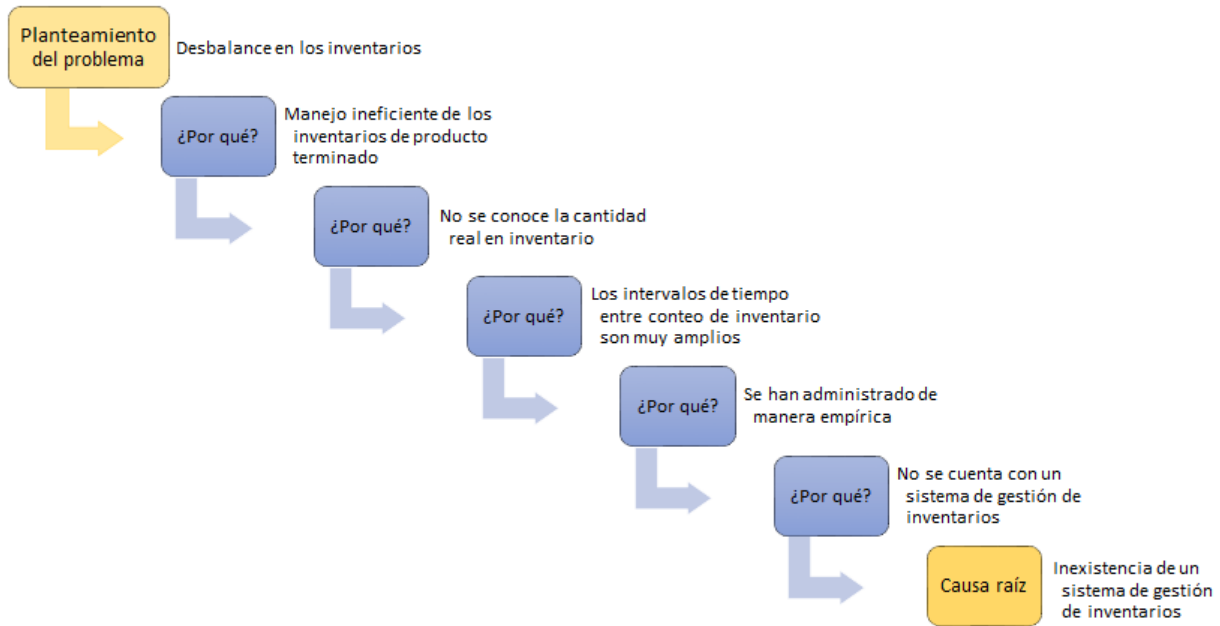 Planteamiento
del problema
Desbalance en los inventarios
¿Por qué?
Manejo ineficiente de los
inventarios de producto
terminado
¿Por qué?
No se conoce la cantidad
real en inventario
¿Por qué?
Los intervalos de tiempo
entre conteo de inventario
son muy amplios
¿Por qué?
Se han administrado de
manera empírica
¿Por qué?
No se cuenta con un
sistema de gestión de
inventarios
Causa raíz
Inexistencia de un
sistema de gestión
de inventarios